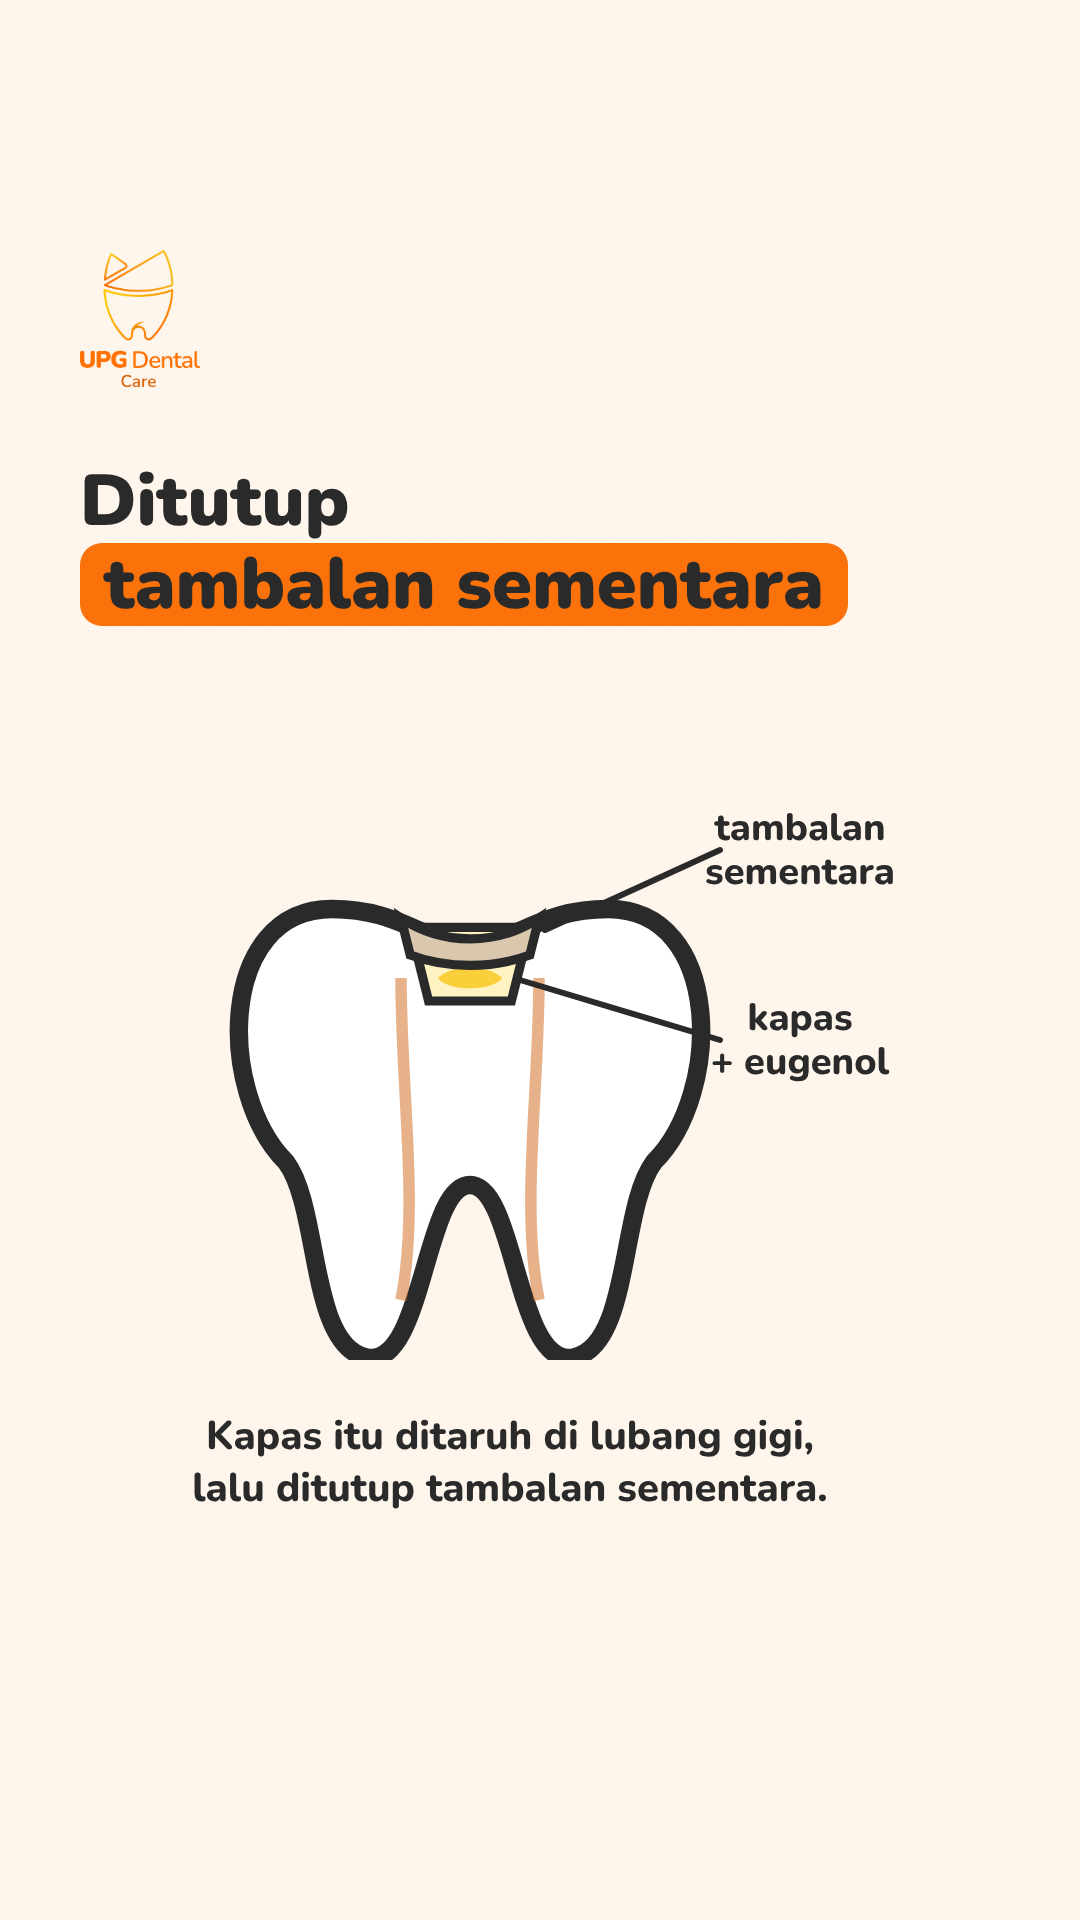 UPG Dental
Care
Ditutup
tambalan sementara
tambalan
sementara
kapas
+ eugenol
Kapas itu ditaruh di lubang gigi,
lalu ditutup tambalan sementara.